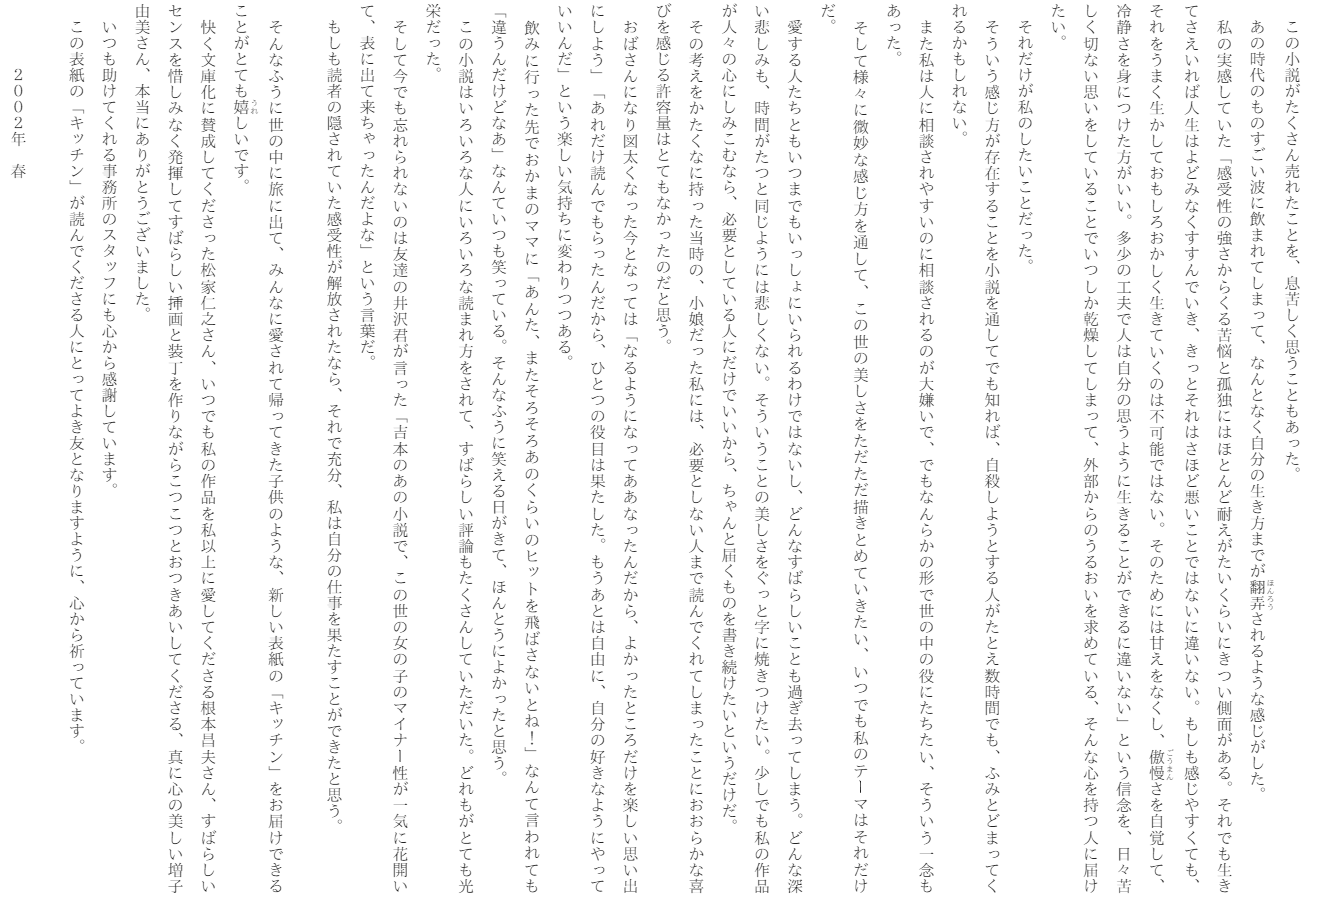 この小説がたくさん売れたことを、息苦しく思うこともあった。
あの時代のものすごい波に飲まれてしまって、なんとなく自分の生き方までが翻弄されるような感じがした。
私の実感していた「感受性の強さからくる苦悩と孤独にはほとんど耐えがたいくらいにきつい側面がある。それでも生き
てさえいれば人生はよどみなくすすんでいき、きっとそれはさほど悪いことではないに違いない。もしも感じやすくても、
それをうまく生かしておもしろおかしく生きていくのは不可能ではない。そのためには甘えをなくし、傲慢さを自覚して、
冷静さを身につけた方がいい。多少の工夫で人は自分の思うように生きることができるに違いない」という信念を、日々苦
しく切ない思いをしていることでいつしか乾燥してしまって、外部からのうるおいを求めている、そんな心を持つ人に届け
たい。
それだけが私のしたいことだった。
そういう感じ方が存在することを小説を通してでも知れば、自殺しようとする人がたとえ数時間でも、ふみとどまってく
れるかもしれない。
また私は人に相談されやすいのに相談されるのが大嫌いで、でもなんらかの形で世の中の役にたちたい、そういう一念も
あった。
そして様々に微妙な感じ方を通して、この世の美しさをただただ描きとめていきたい、いつでも私のテーマはそれだけ
だ。
愛する人たちともいつまでもいっしょにいられるわけではないし、どんなすばらしいことも過ぎ去ってしまう。どんな深
い悲しみも、時間がたつと同じようには悲しくない。そういうことの美しさをぐっと字に焼きつけたい。少しでも私の作品
が人々の心にしみこむなら、必要としている人にだけでいいから、ちゃんと届くものを書き続けたいというだけだ。
その考えをかたくなに持った当時の、小娘だった私には、必要としない人まで読んでくれてしまったことにおおらかな喜
びを感じる許容量はとてもなかったのだと思う。
おばさんになり図太くなった今となっては「なるようになってああなったんだから、よかったところだけを楽しい思い出
にしよう」「あれだけ読んでもらったんだから、ひとつの役目は果たした。もうあとは自由に、自分の好きなようにやって
いいんだ」という楽しい気持ちに変わりつつある。
飲みに行った先でおかまのママに「あんた、またそろそろあのくらいのヒットを飛ばさないとね！」なんて言われても
「違うんだけどなあ」なんていつも笑っている。そんなふうに笑える日がきて、ほんとうによかったと思う。
この小説はいろいろな人にいろいろな読まれ方をされて、すばらしい評論もたくさんしていただいた。どれもがとても光
栄だった。
そして今でも忘れられないのは友達の井沢君が言った「吉本のあの小説で、この世の女の子のマイナー性が一気に花開い
て、表に出て来ちゃったんだよな」という言葉だ。
もしも読者の隠されていた感受性が解放されたなら、それで充分、私は自分の仕事を果たすことができたと思う。
そんなふうに世の中に旅に出て、みんなに愛されて帰ってきた子供のような、新しい表紙の「キッチン」をお届けできる
ことがとても嬉しいです。
快く文庫化に賛成してくださった松家仁之さん、いつでも私の作品を私以上に愛してくださる根本昌夫さん、すばらしい
センスを惜しみなく発揮してすばらしい挿画と装丁を作りながらこつこつとおつきあいしてくださる、真に心の美しい増子
由美さん、本当にありがとうございました。
いつも助けてくれる事務所のスタッフにも心から感謝しています。
この表紙の「キッチン」が読んでくださる人にとってよき友となりますように、心から祈っています。
２００２年　春